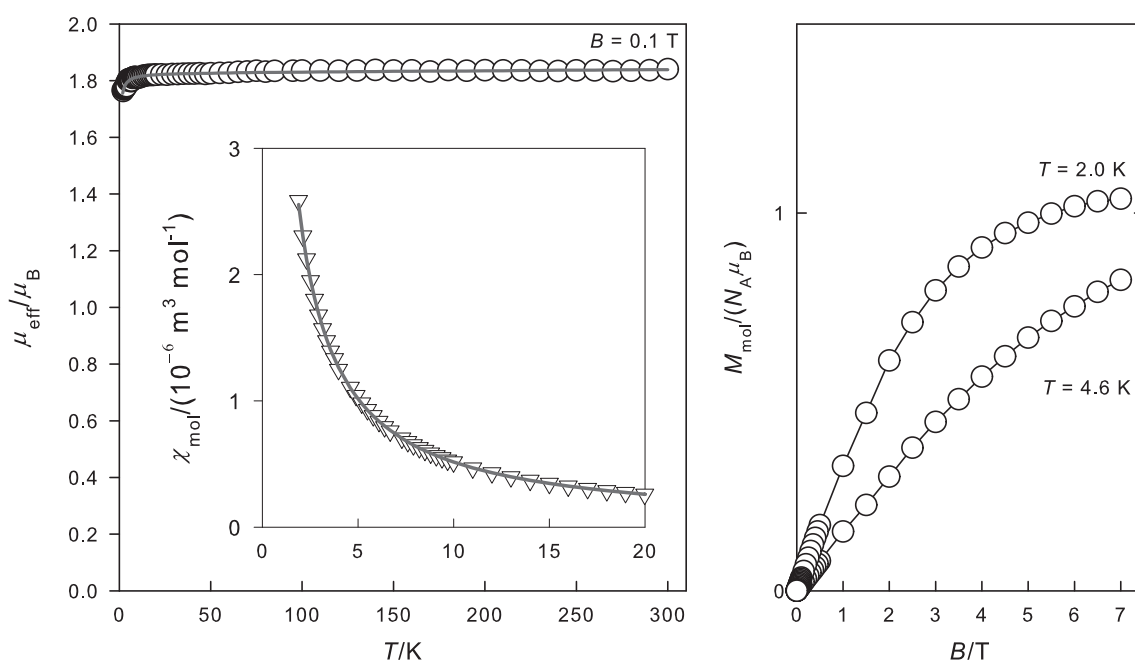 B = 0.1 T
2.0
1.8
1.6
1.4
1.2
1.0
0.8
0.6
0.4
0.2
0.0
μeff/μB
0 50 100 150 200 250 300
T/K
3
2
1
0
χmol/(10⁻⁶ m³ mol⁻¹)
0 5 10 15 20
T = 2.0 K
T = 4.6 K
1
0
Mmol/(NAμB)
0 1 2 3 4 5 6 7
B/T